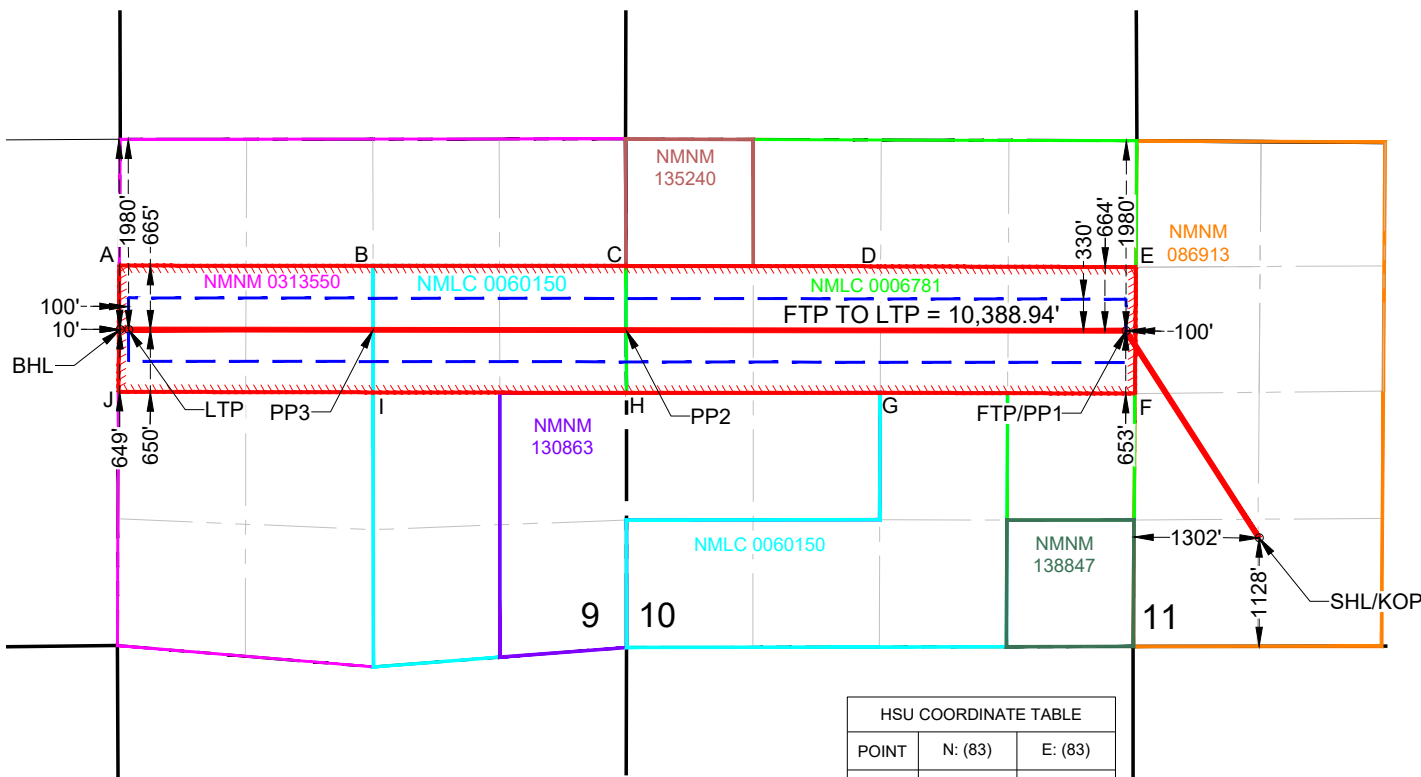 NMNM
135240
NMNM
086913
1980'
665'
330'
664'
1980'
A
B
C
D
E
NMNM 0313550
NMLC 0060150
NMLC 0006781
FTP TO LTP = 10,388.94'
100'
10'
100'
BHL
LTP
PP3
PP2
FTP/PP1
J
I
H
G
F
649'
650'
653'
NMNM
130863
NMLC 0060150
NMNM
138847
1302'
1128'
SHL/KOP
9
10
11
HSU COORDINATE TABLE
POINT N: (83) E: (83)